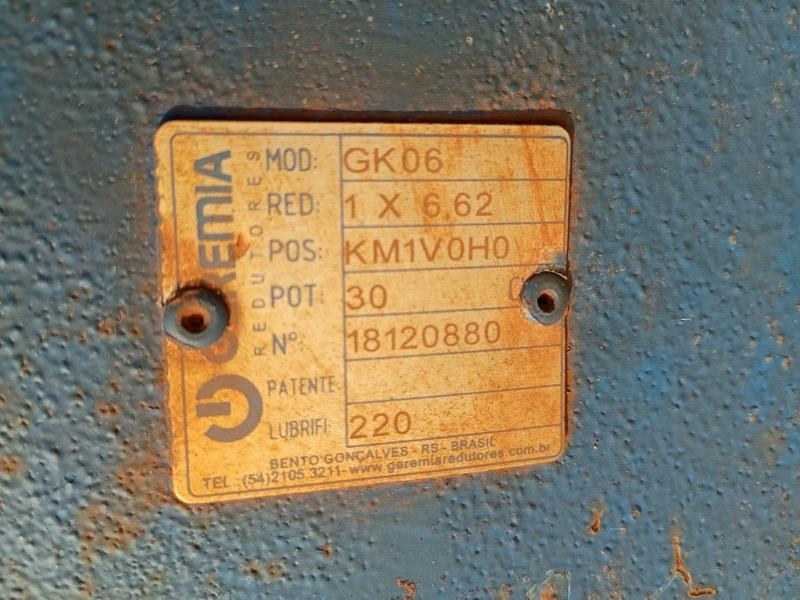 GEREMIA
REDUTORES
MOD: GK06
RED: 1 X 6,62
POS: KM1V0H0
POT: 30
Nº: 18120880
PATENTE:
LUBRIFI: 220
BENTO GONÇALVES - RS - BRASIL
TEL.:(54)2105.3211-www.geremiaredutores.com.br